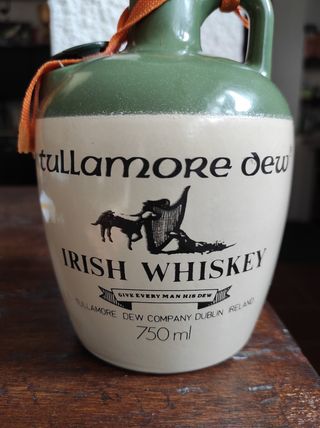 tullamore dew
IRISH WHISKEY
GIVE EVERY MAN HIS DEW
TULLAMORE DEW COMPANY DUBLIN IRELAND
750 ml